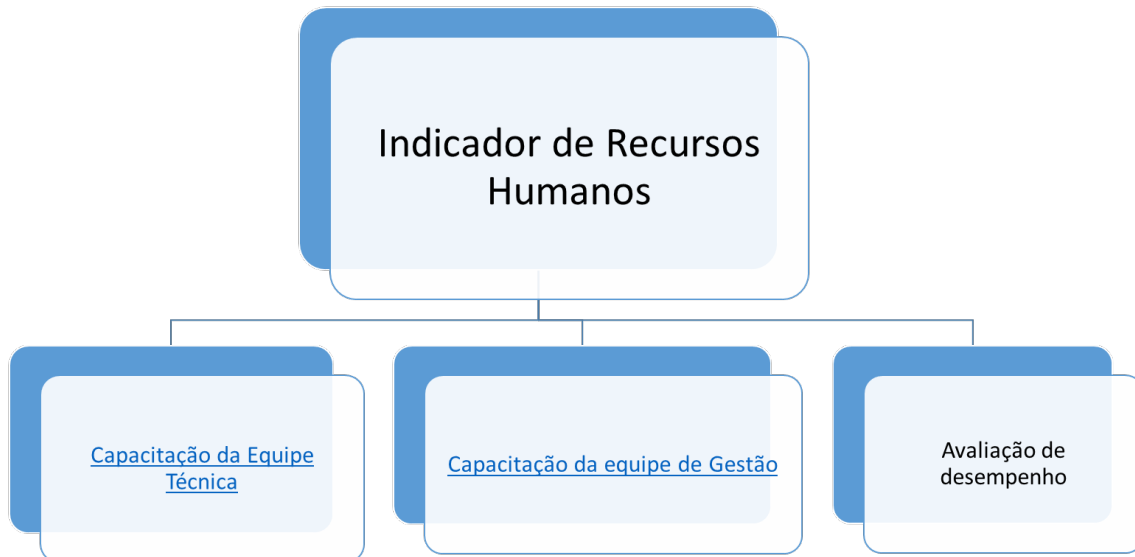 Indicador de Recursos
Humanos
Capacitação da Equipe
Técnica
Capacitação da equipe de Gestão
Avaliação de
desempenho